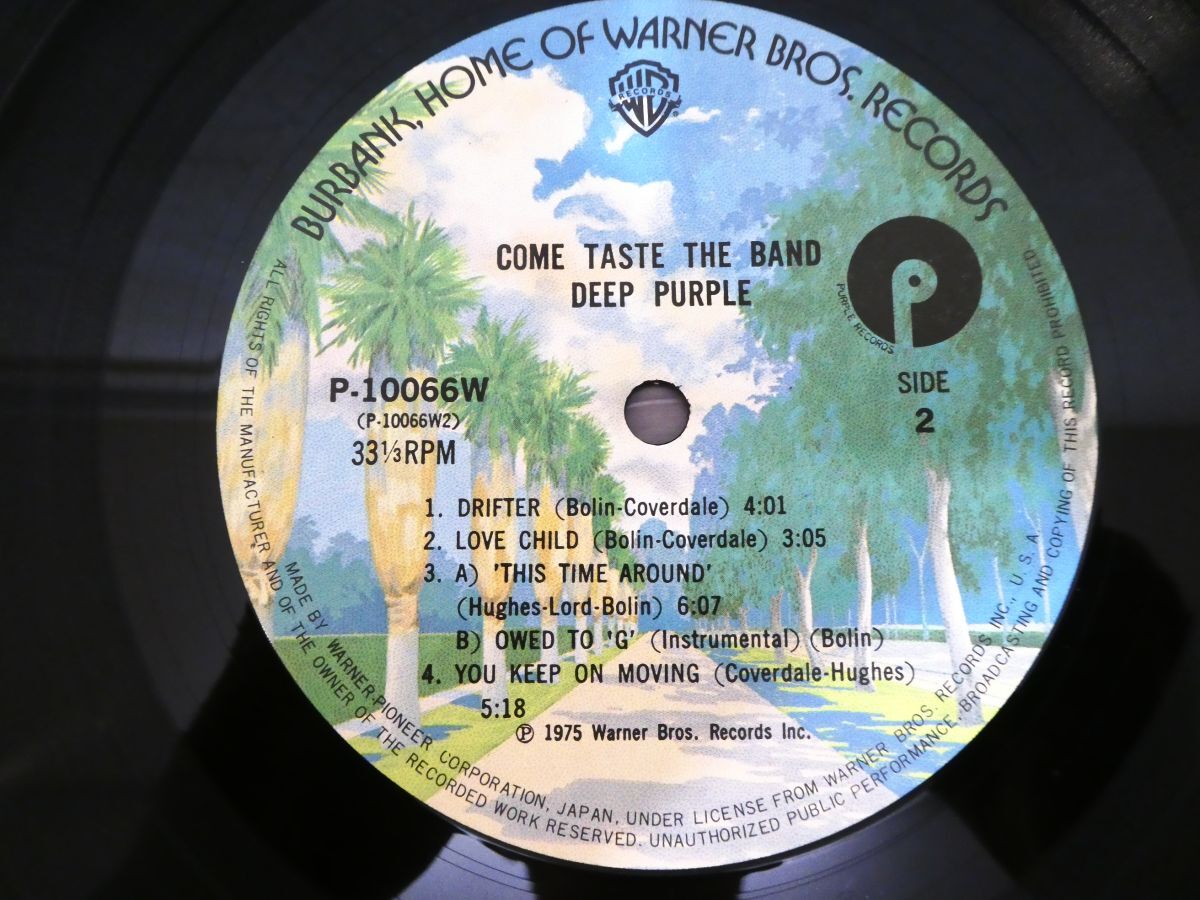 BURBANK, HOME OF WARNER BROS. RECORDS
W
RECORDS
®
COME TASTE THE BAND
DEEP PURPLE
P
PURPLE RECORDS
P-10066W
(P-10066W2)
33⅓RPM
SIDE
2
1. DRIFTER (Bolin-Coverdale) 4:01
2. LOVE CHILD (Bolin-Coverdale) 3:05
3. A) 'THIS TIME AROUND'
(Hughes-Lord-Bolin) 6:07
B) OWED TO 'G' (Instrumental) (Bolin)
4. YOU KEEP ON MOVING (Coverdale-Hughes)
5:18
℗ 1975 Warner Bros. Records Inc.
MADE BY WARNER-PIONEER CORPORATION, JAPAN, UNDER LICENSE FROM WARNER BROS. RECORDS INC., U.S.A.
ALL RIGHTS OF THE MANUFACTURER AND OF THE OWNER OF THE RECORDED WORK RESERVED. UNAUTHORIZED PUBLIC PERFORMANCE, BROADCASTING AND COPYING OF THIS RECORD PROHIBITED